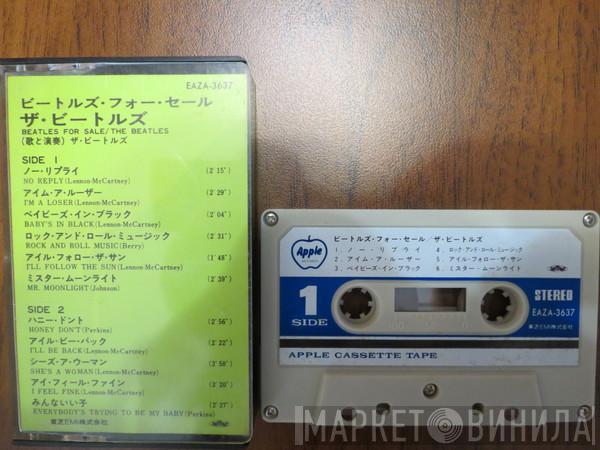 EAZA-3637
ビートルズ・フォー・セール
ザ・ビートルズ
BEATLES FOR SALE/THE BEATLES
(歌と演奏) ザ・ビートルズ
SIDE 1
ノー・リプライ (2'15")
NO REPLY(Lennon-McCartney)
アイム・ア・ルーザー (2'29")
I'M A LOSER(Lennon-McCartney)
ベイビーズ・イン・ブラック (2'04")
BABY'S IN BLACK(Lennon-McCartney)
ロック・アンド・ロール・ミュージック (2'31")
ROCK AND ROLL MUSIC(Berry)
アイル・フォロー・ザ・サン (1'48")
I'LL FOLLOW THE SUN(Lennon-McCartney)
ミスター・ムーンライト (2'39")
MR. MOONLIGHT(Johnson)
SIDE 2
ハニー・ドント (2'56")
HONEY DON'T(Perkins)
アイル・ビー・バック (2'22")
I'LL BE BACK(Lennon-McCartney)
シーズ・ア・ウーマン (2'58")
SHE'S A WOMAN(Lennon-McCartney)
アイ・フィール・ファイン (2'20")
I FEEL FINE(Lennon-McCartney)
みんないい子 (2'27")
EVERYBODY'S TRYING TO BE MY BABY(Perkins)
東芝EMI株式会社
Apple
ビートルズ・フォー・セール/ザ・ビートルズ
1. ノー・リプライ 4. ロック・アンド・ロール・ミュージック
2. アイム・ア・ルーザー 5. アイル・フォロー・ザ・サン
3. ベイビーズ・イン・ブラック 6. ミスター・ムーンライト
1
SIDE
STEREO
EAZA-3637
東芝EMI株式会社
APPLE CASSETTE TAPE
МАРКЕТ ВИНИЛА